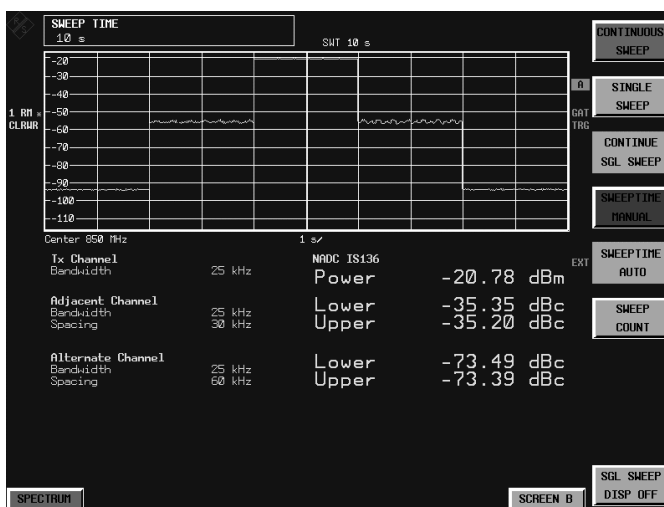 SWEEP TIME
10 s
SWT 10 s
-20
-30
-40
-50
-60
-70
-80
-90
-100
-110
1 RM *
CLRWR
A
GAT
TRG
EXT
Center 850 MHz
1 s/
Tx Channel
Bandwidth 25 kHz
NADC IS136
Power -20.78 dBm
Adjacent Channel
Bandwidth 25 kHz
Spacing 30 kHz
Lower -35.35 dBc
Upper -35.20 dBc
Alternate Channel
Bandwidth 25 kHz
Spacing 60 kHz
Lower -73.49 dBc
Upper -73.39 dBc
CONTINUOUS
SWEEP
SINGLE
SWEEP
CONTINUE
SGL SWEEP
SWEEPTIME
MANUAL
SWEEPTIME
AUTO
SWEEP
COUNT
SGL SWEEP
DISP OFF
SPECTRUM
SCREEN B